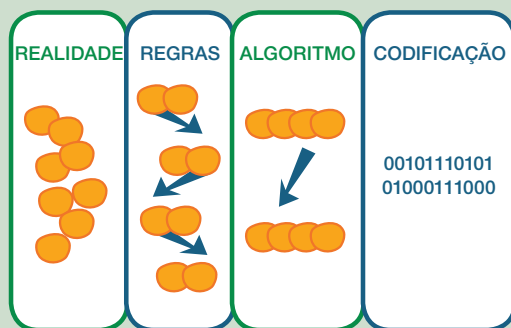 REALIDADE
REGRAS
ALGORITMO
CODIFICAÇÃO
00101110101
01000111000